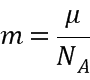 m = μ / N_A